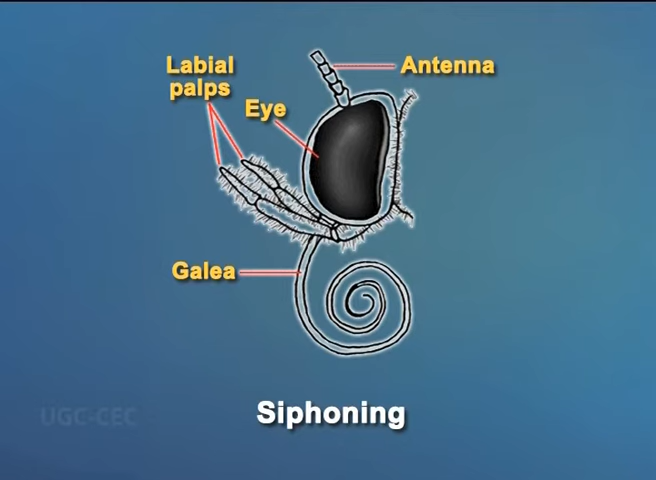 Labial
palps
Antenna
Eye
Galea
Siphoning
UGC-CEC